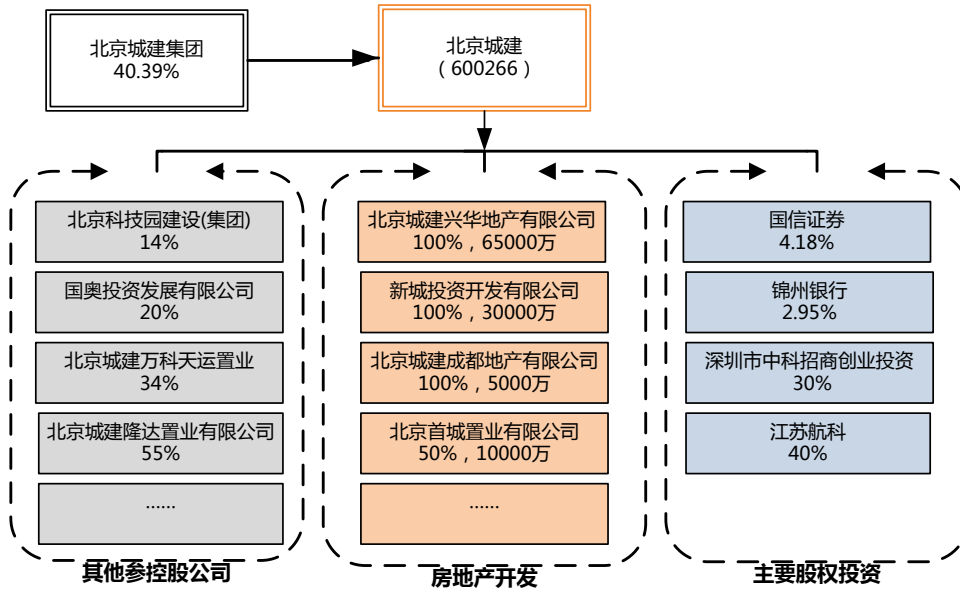 北京城建集团
40.39%
北京城建
（600266）
北京科技园建设(集团)
14%
国奥投资发展有限公司
20%
北京城建万科天运置业
34%
北京城建隆达置业有限公司
55%
......
其他参控股公司
北京城建兴华地产有限公司
100%，65000万
新城投资开发有限公司
100%，30000万
北京城建成都地产有限公司
100%，5000万
北京首城置业有限公司
50%，10000万
......
房地产开发
国信证券
4.18%
锦州银行
2.95%
深圳市中科招商创业投资
30%
江苏航科
40%
主要股权投资